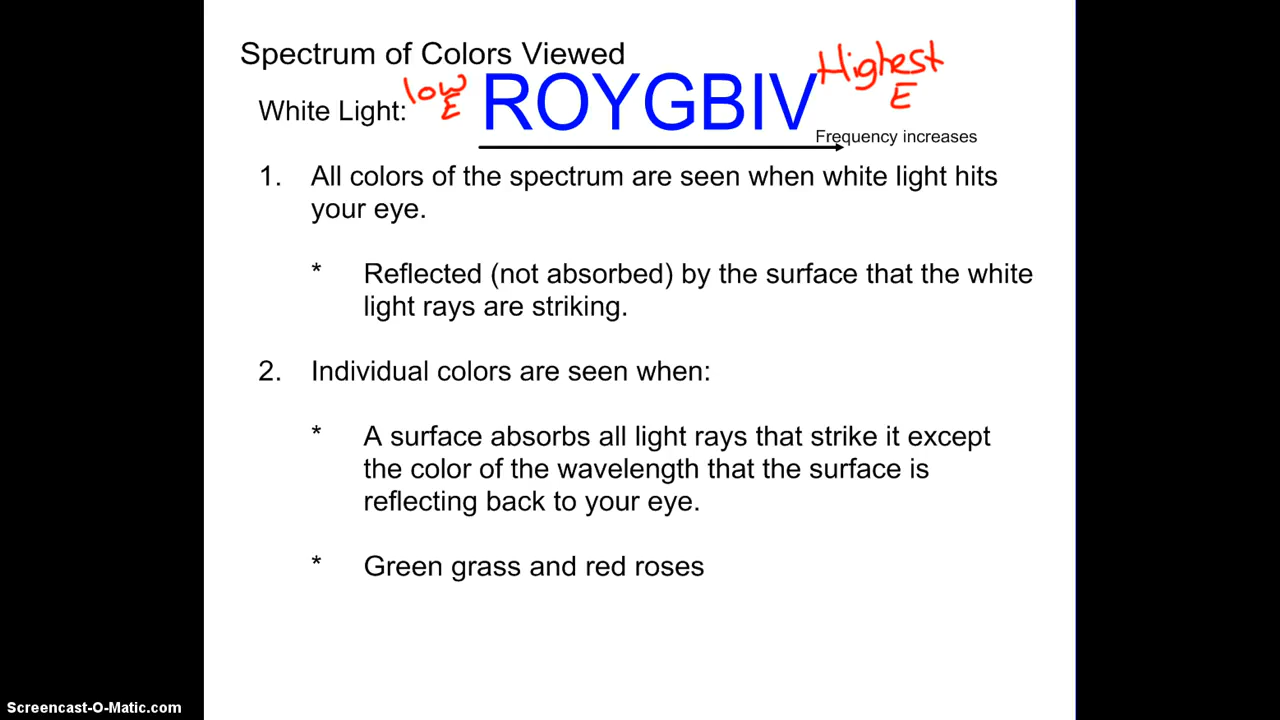 Spectrum of Colors Viewed
White Light: low E ROYGBIV Highest E
Frequency increases
1. All colors of the spectrum are seen when white light hits
your eye.
* Reflected (not absorbed) by the surface that the white
light rays are striking.
2. Individual colors are seen when:
* A surface absorbs all light rays that strike it except
the color of the wavelength that the surface is
reflecting back to your eye.
* Green grass and red roses
Screencast-O-Matic.com